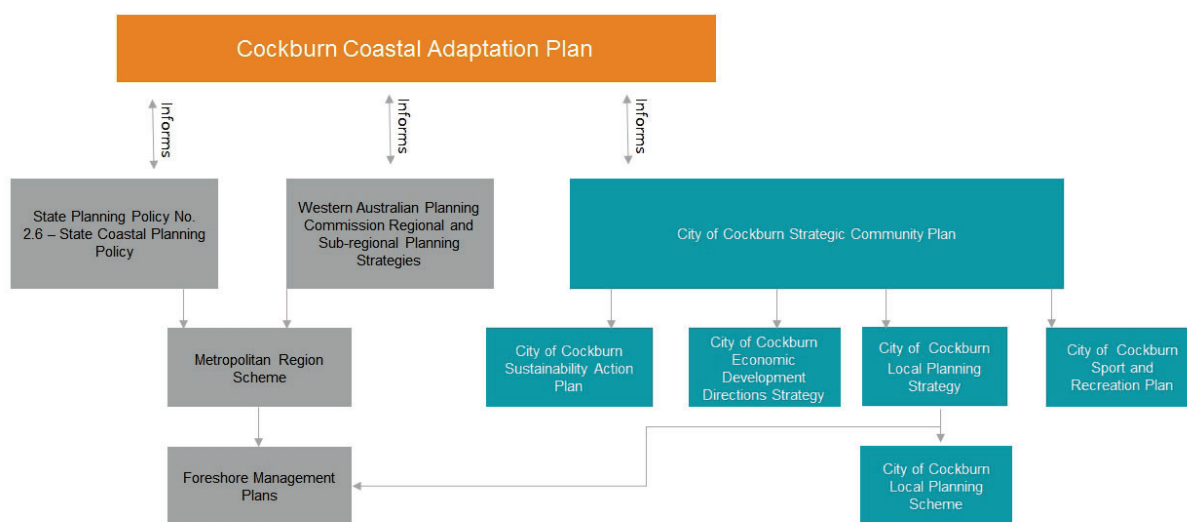 Cockburn Coastal Adaptation Plan
Informs
Informs
Informs
State Planning Policy No.
2.6 – State Coastal Planning
Policy
Western Australian Planning
Commission Regional and
Sub-regional Planning
Strategies
City of Cockburn Strategic Community Plan
Metropolitan Region
Scheme
City of Cockburn
Sustainability Action
Plan
City of Cockburn
Economic
Development
Directions Strategy
City of Cockburn
Local Planning
Strategy
City of Cockburn
Sport and
Recreation Plan
Foreshore Management
Plans
City of Cockburn
Local Planning
Scheme